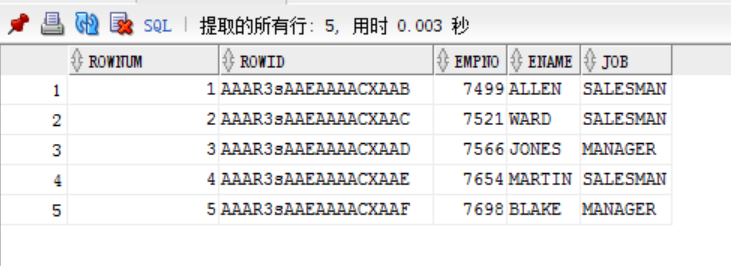 SQL | 提取的所有行: 5, 用时 0.003 秒
ROWNUM ROWID EMPNO ENAME JOB
1 1 AAAR3sAAEAAAACXAAB 7499 ALLEN SALESMAN
2 2 AAAR3sAAEAAAACXAAC 7521 WARD SALESMAN
3 3 AAAR3sAAEAAAACXAAD 7566 JONES MANAGER
4 4 AAAR3sAAEAAAACXAAE 7654 MARTIN SALESMAN
5 5 AAAR3sAAEAAAACXAAF 7698 BLAKE MANAGER